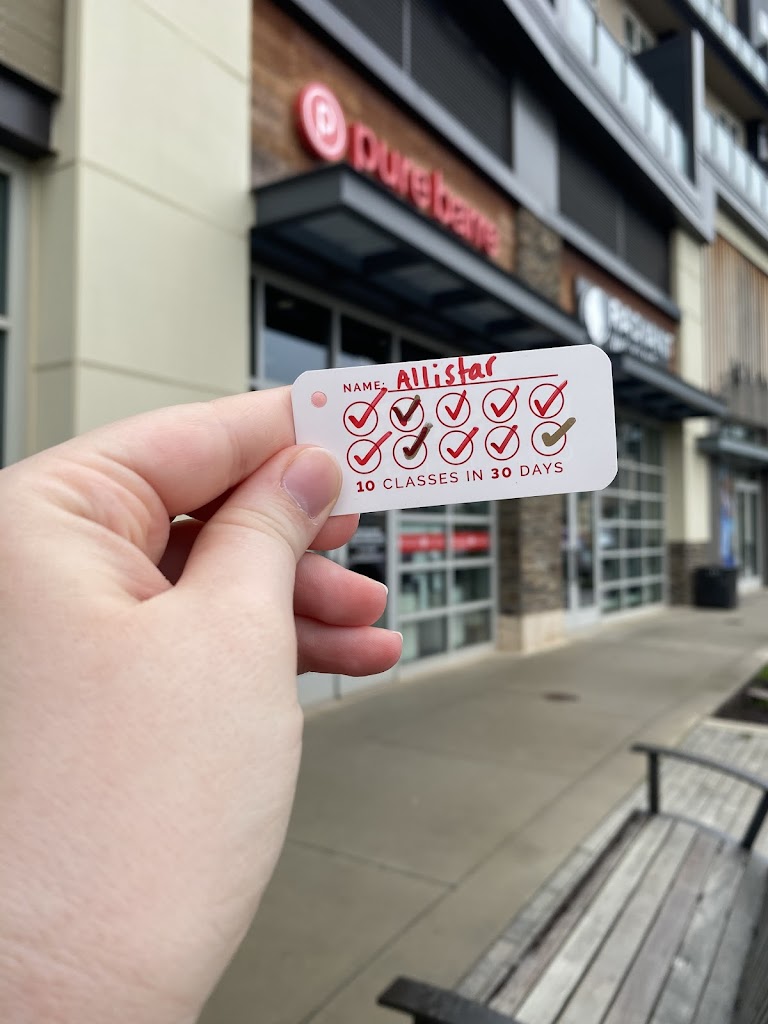 pure barre
NAME: Allistar
10 CLASSES IN 30 DAYS